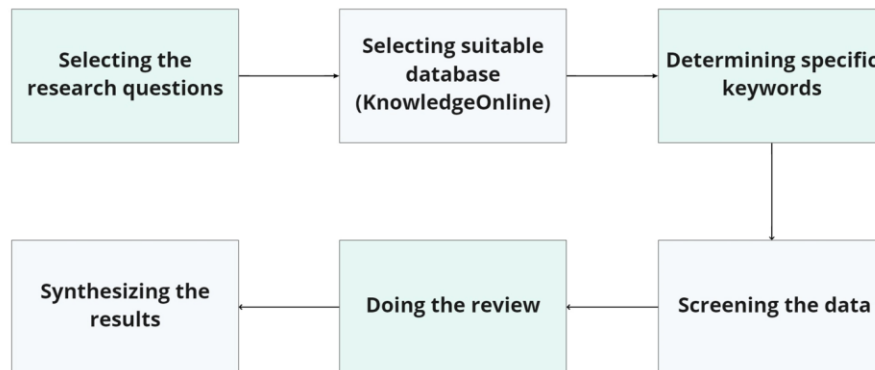 Selecting the
research questions
Selecting suitable
database
(KnowledgeOnline)
Determining specific
keywords
Screening the data
Doing the review
Synthesizing the
results